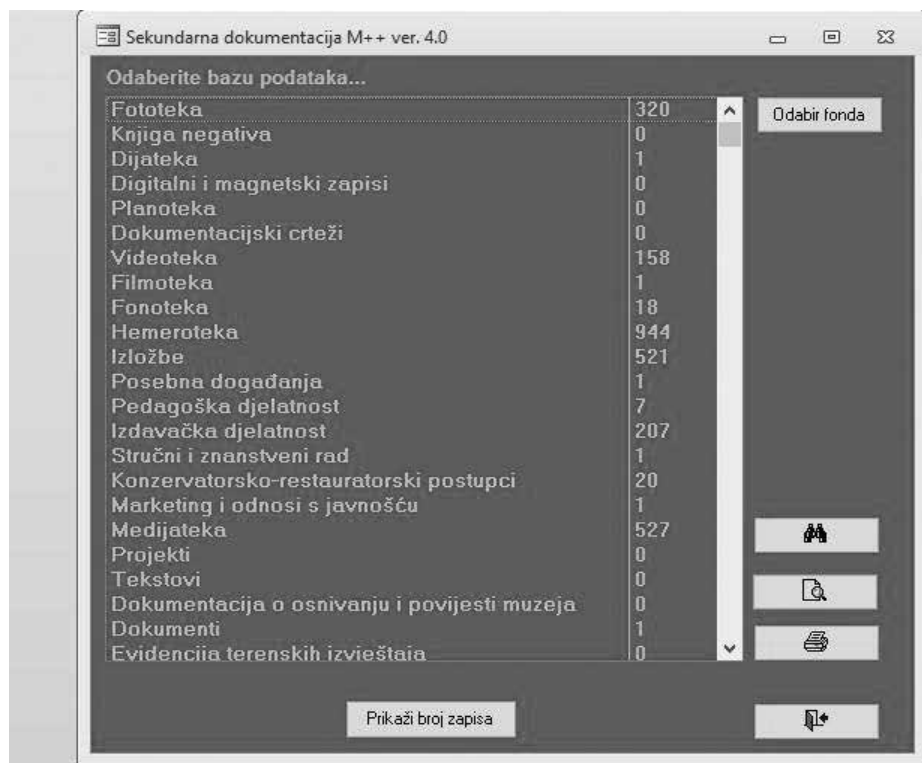 Sekundarna dokumentacija M++ ver. 4.0
Odaberite bazu podataka...
Fototeka 320
Knjiga negativa 0
Dijateka 1
Digitalni i magnetski zapisi 0
Planoteka 0
Dokumentacijski crteži 0
Videoteka 158
Filmoteka 1
Fonoteka 18
Hemeroteka 944
Izložbe 521
Posebna događanja 1
Pedagoška djelatnost 7
Izdavačka djelatnost 207
Stručni i znanstveni rad 1
Konzervatorsko-restauratorski postupci 20
Marketing i odnosi s javnošću 1
Medijateka 527
Projekti 0
Tekstovi 0
Dokumentacija o osnivanju i povijesti muzeja 0
Dokumenti 1
Evidencija terenskih izvještaja 0
Odabir fonda
Prikaži broj zapisa